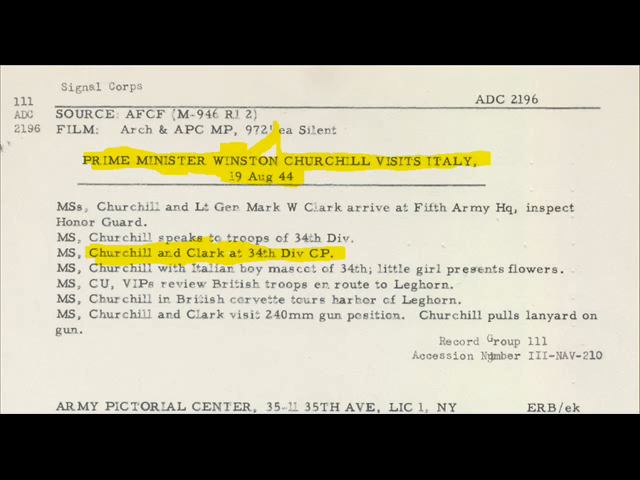 Signal Corps
111
ADC 2196
ADC
SOURCE: AFCF (M-946 R1 2)
2196
FILM: Arch & APC MP, 972' ea Silent
PRIME MINISTER WINSTON CHURCHILL VISITS ITALY,
19 Aug 44
MSs, Churchill and Lt Gen Mark W Clark arrive at Fifth Army Hq, inspect
Honor Guard.
MS, Churchill speaks to troops of 34th Div.
MS, Churchill and Clark at 34th Div CP.
MS, Churchill with Italian boy mascot of 34th; little girl presents flowers.
MS, CU, VIPs review British troops en route to Leghorn.
MS, Churchill in British corvette tours harbor of Leghorn.
MS, Churchill and Clark visit 240mm gun position. Churchill pulls lanyard on
gun.
Record Group 111
Accession Number III-NAV-210
ARMY PICTORIAL CENTER, 35-11 35TH AVE, LIC 1, NY ERB/ek